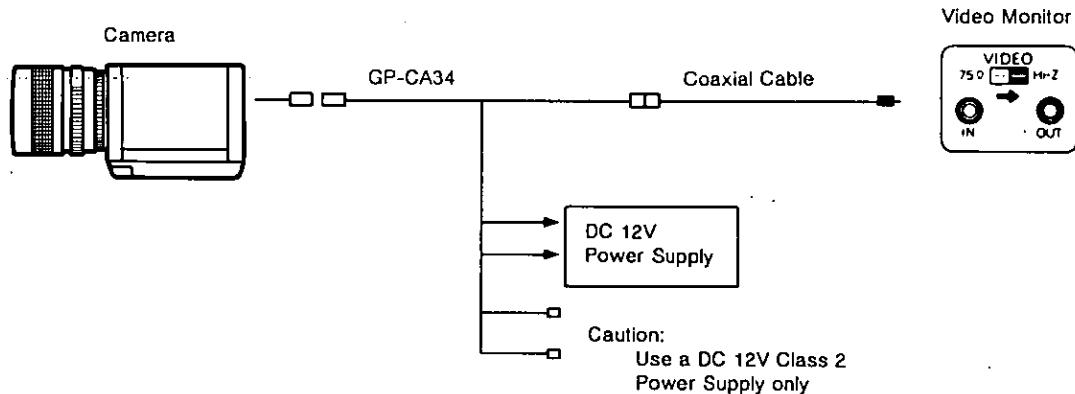 Video Monitor
Camera
VIDEO
GP-CA34
Coaxial Cable
75Ω
Hi-Z
IN
OUT
DC 12V
Power Supply
Caution:
Use a DC 12V Class 2
Power Supply only